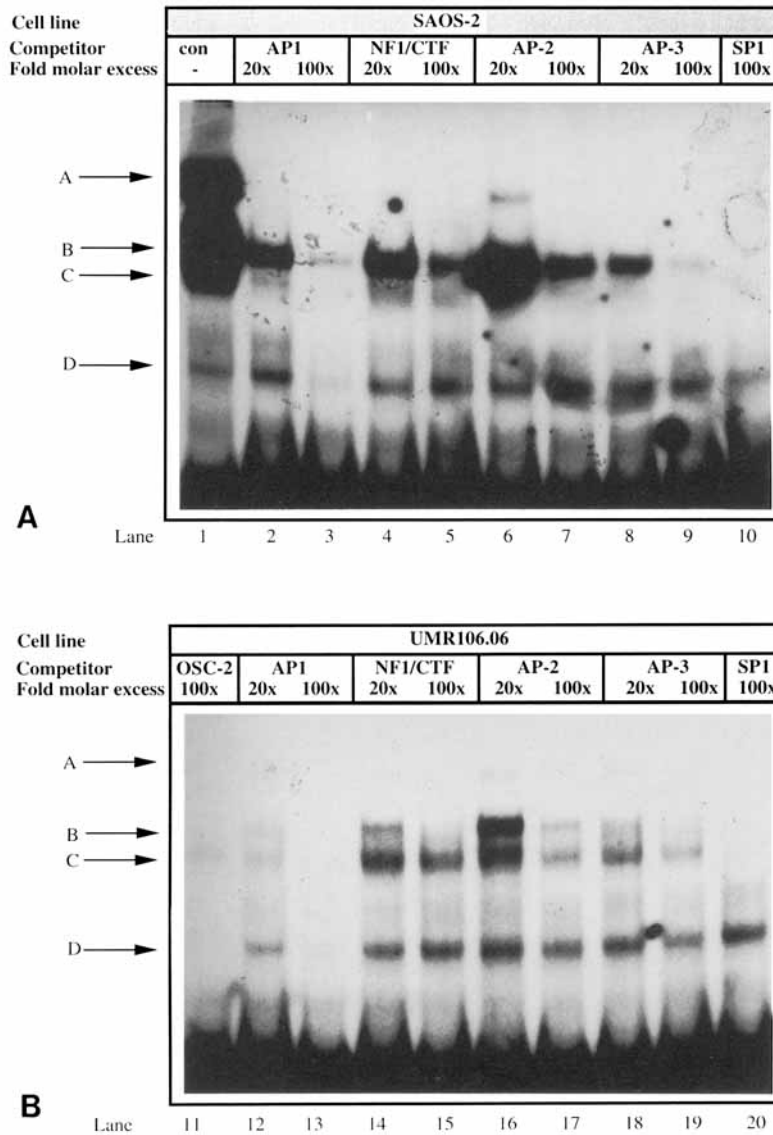 Cell line SAOS-2
Competitor con AP1 NF1/CTF AP-2 AP-3 SP1
Fold molar excess - 20x 100x 20x 100x 20x 100x 20x 100x 100x
A
B
C
D
A
Lane 1 2 3 4 5 6 7 8 9 10
Cell line UMR106.06
Competitor OSC-2 AP1 NF1/CTF AP-2 AP-3 SP1
Fold molar excess 100x 20x 100x 20x 100x 20x 100x 20x 100x 100x
A
B
C
D
B
Lane 11 12 13 14 15 16 17 18 19 20